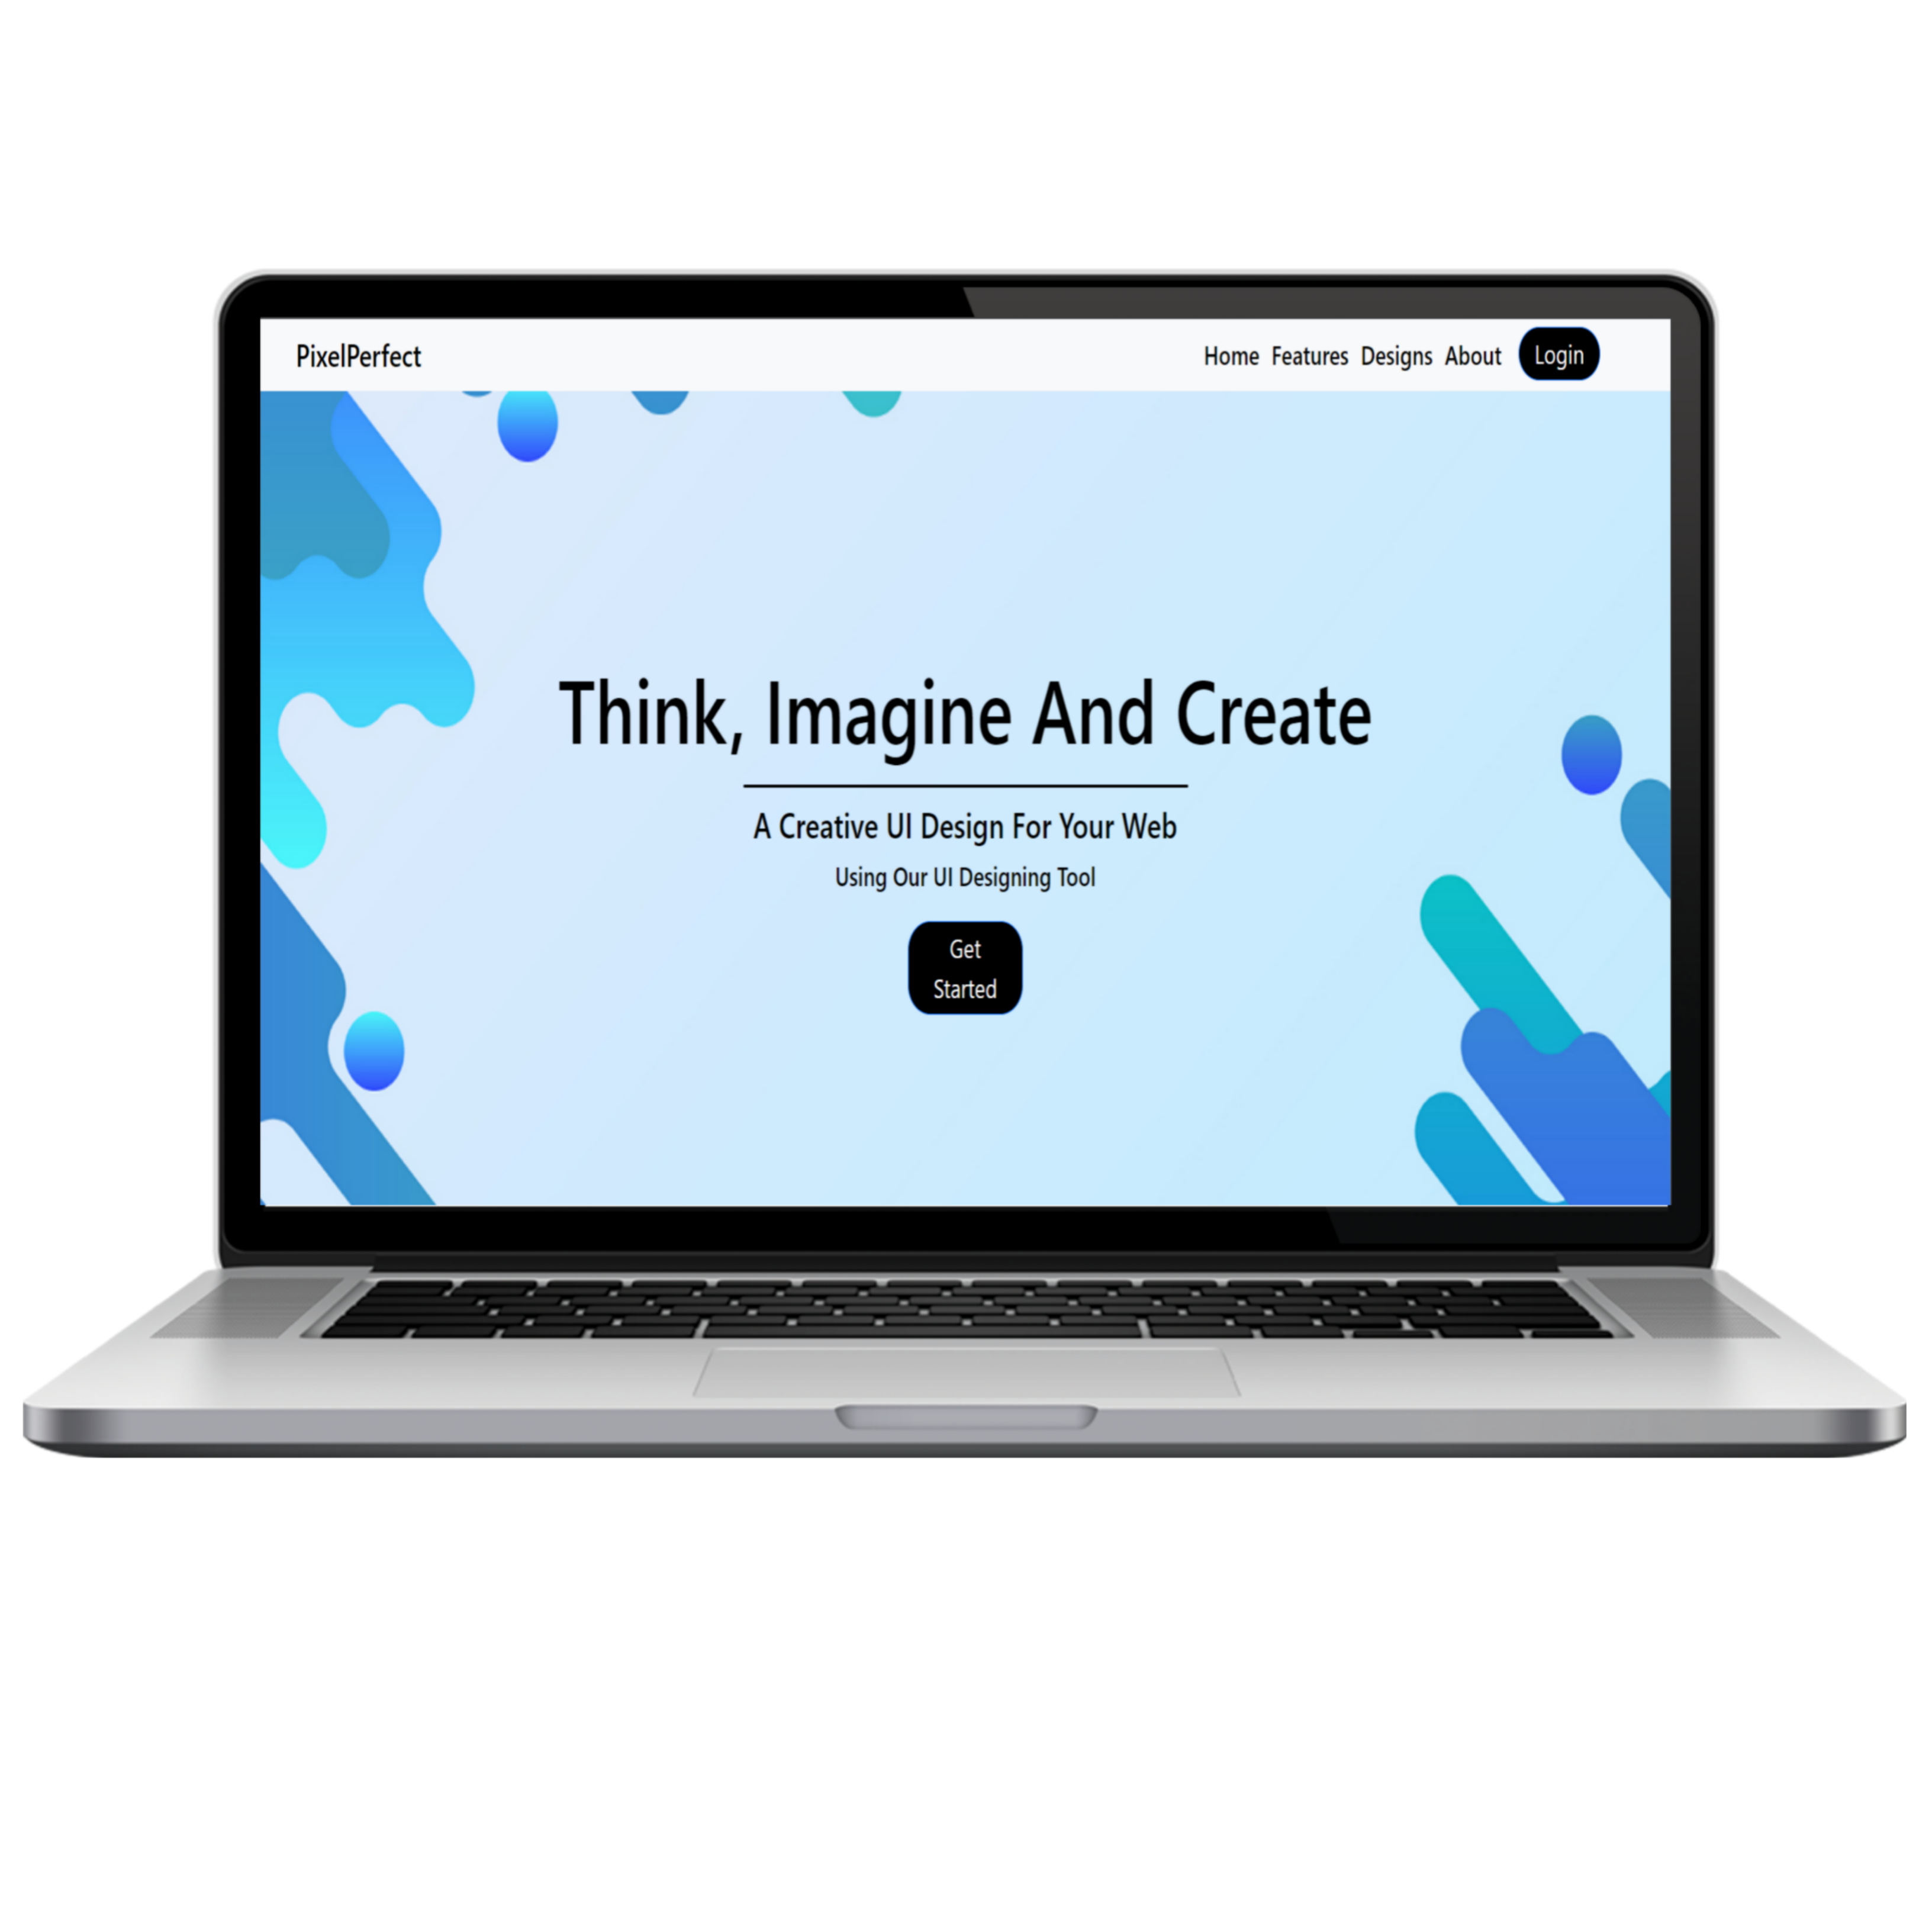 PixelPerfect
Home Features Designs About Login
Think, Imagine And Create
A Creative UI Design For Your Web
Using Our UI Designing Tool
Get
Started